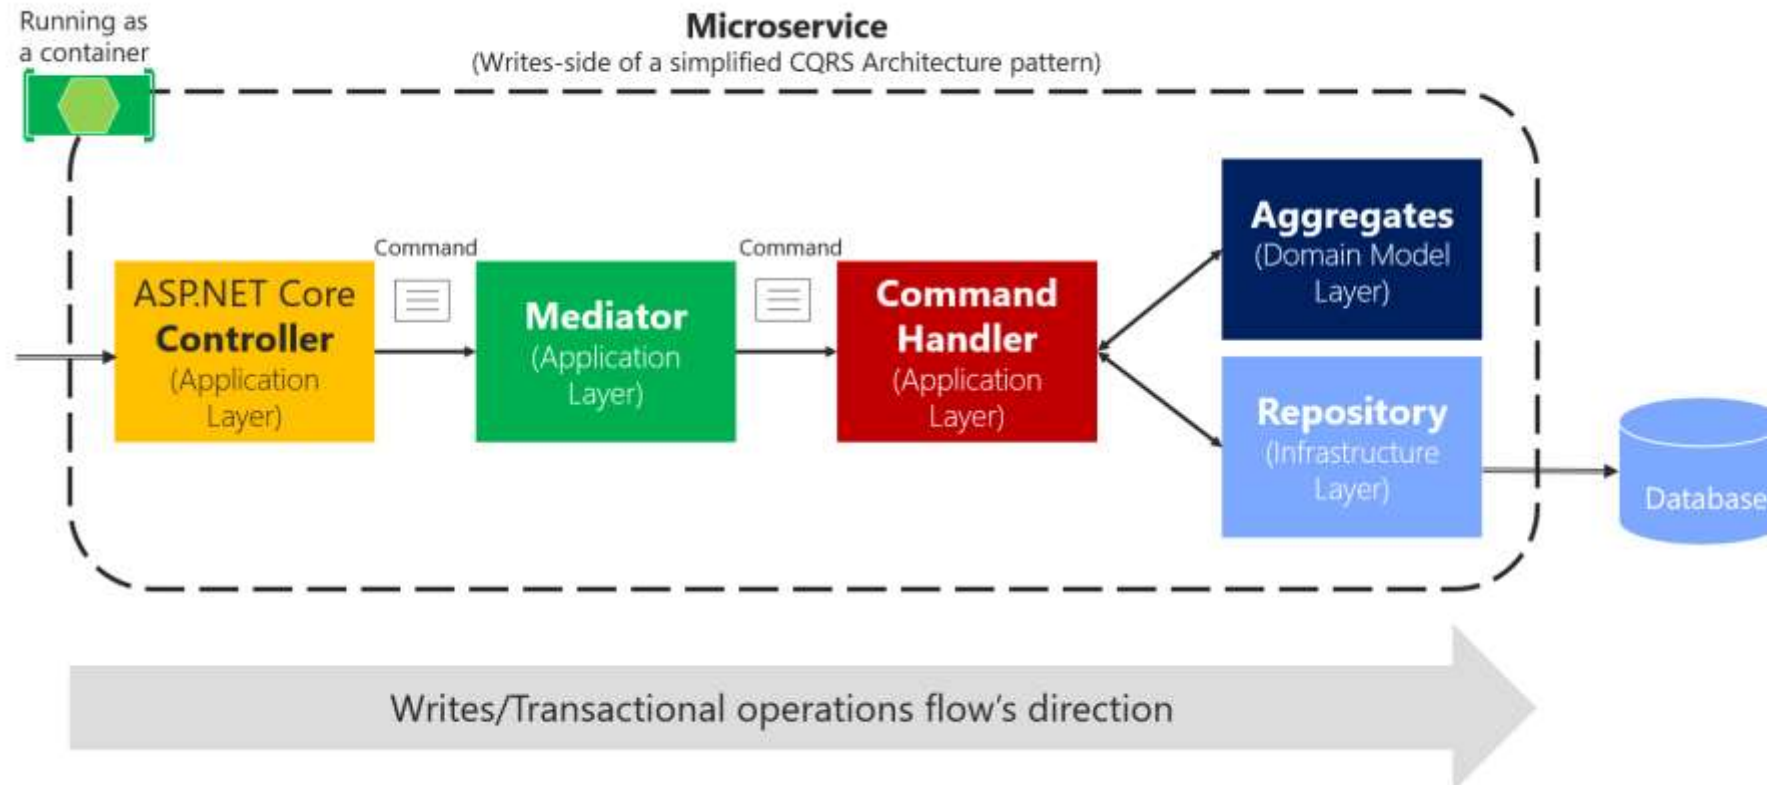 Running as
a container
Microservice
(Writes-side of a simplified CQRS Architecture pattern)
ASP.NET Core
Controller
(Application
Layer)
Command
Mediator
(Application
Layer)
Command
Command
Handler
(Application
Layer)
Aggregates
(Domain Model
Layer)
Repository
(Infrastructure
Layer)
Database
Writes/Transactional operations flow's direction